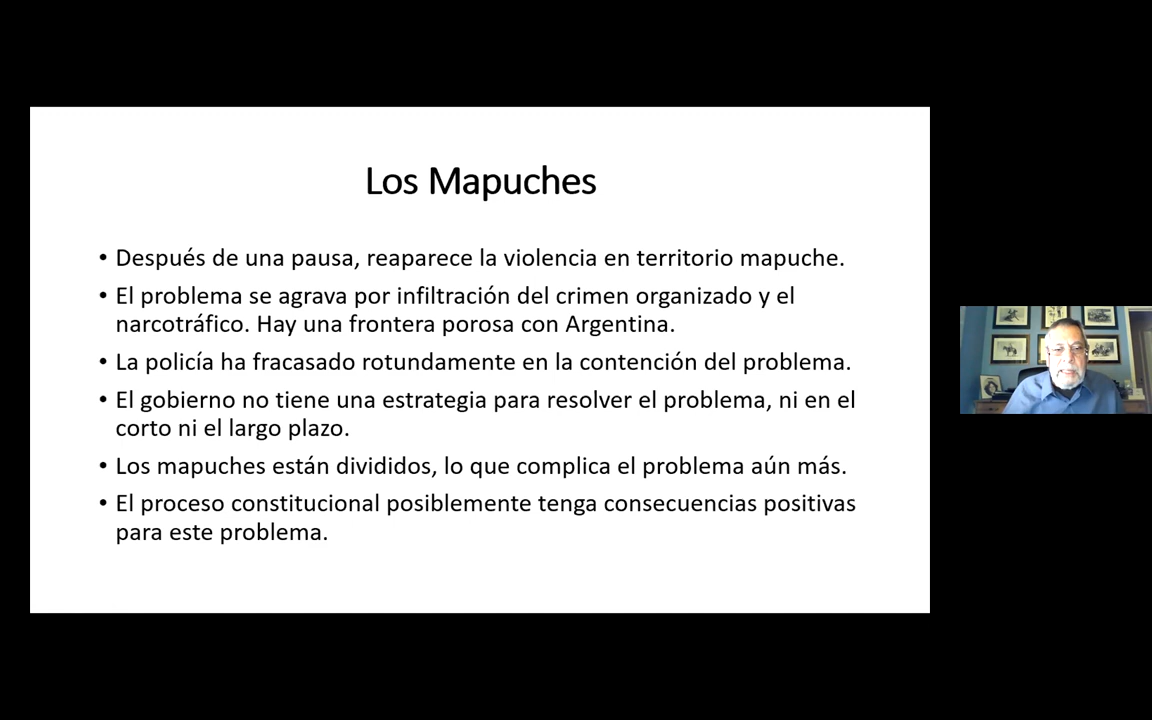 Los Mapuches
• Después de una pausa, reaparece la violencia en territorio mapuche.
• El problema se agrava por infiltración del crimen organizado y el
narcotráfico. Hay una frontera porosa con Argentina.
• La policía ha fracasado rotundamente en la contención del problema.
• El gobierno no tiene una estrategia para resolver el problema, ni en el
corto ni el largo plazo.
• Los mapuches están divididos, lo que complica el problema aún más.
• El proceso constitucional posiblemente tenga consecuencias positivas
para este problema.